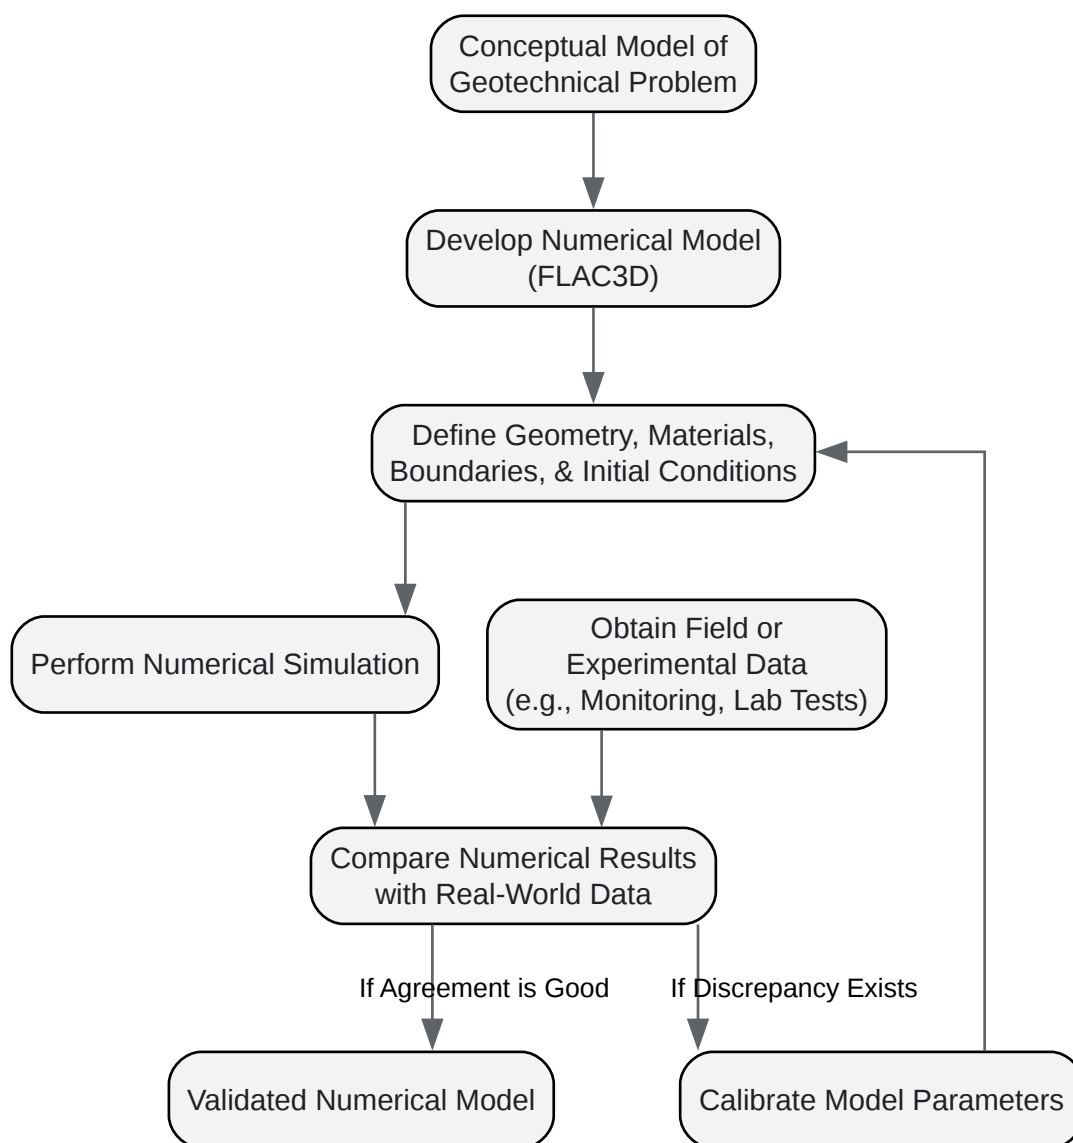 Conceptual Model of
Geotechnical Problem
Develop Numerical Model
(FLAC3D)
Define Geometry, Materials,
Boundaries, & Initial Conditions
Perform Numerical Simulation
Obtain Field or
Experimental Data
(e.g., Monitoring, Lab Tests)
Compare Numerical Results
with Real-World Data
If Agreement is Good
If Discrepancy Exists
Validated Numerical Model
Calibrate Model Parameters